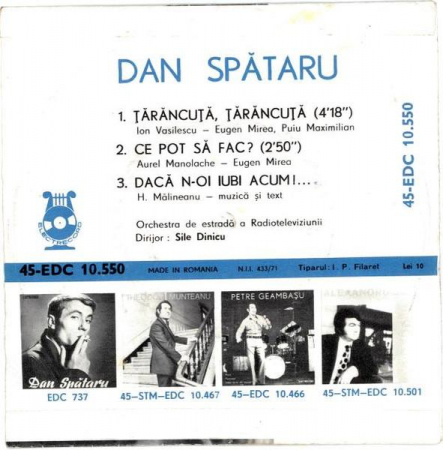 DAN SPĂTARU
1. ȚĂRĂNCUȚĂ, ȚĂRĂNCUȚĂ (4'18")
Ion Vasilescu – Eugen Mirea, Puiu Maximilian
2. CE POT SĂ FAC? (2'50")
Aurel Manolache – Eugen Mirea
3. DACĂ N-OI IUBI ACUM!...
H. Mălineanu – muzică și text
Orchestra de estradă a Radioteleviziunii
Dirijor : Sile Dinicu
45-EDC 10.550
ELECTRECORD
45-EDC 10.550 MADE IN ROMANIA N.I.I. 433/71 Tiparul : I. P. Filaret Lei 10
MUNTEANU
PETRE GEAMBAȘU
Dan Spătaru
EDC 737
45–STM–EDC 10.467
45–EDC 10.466
45–STM–EDC 10.501